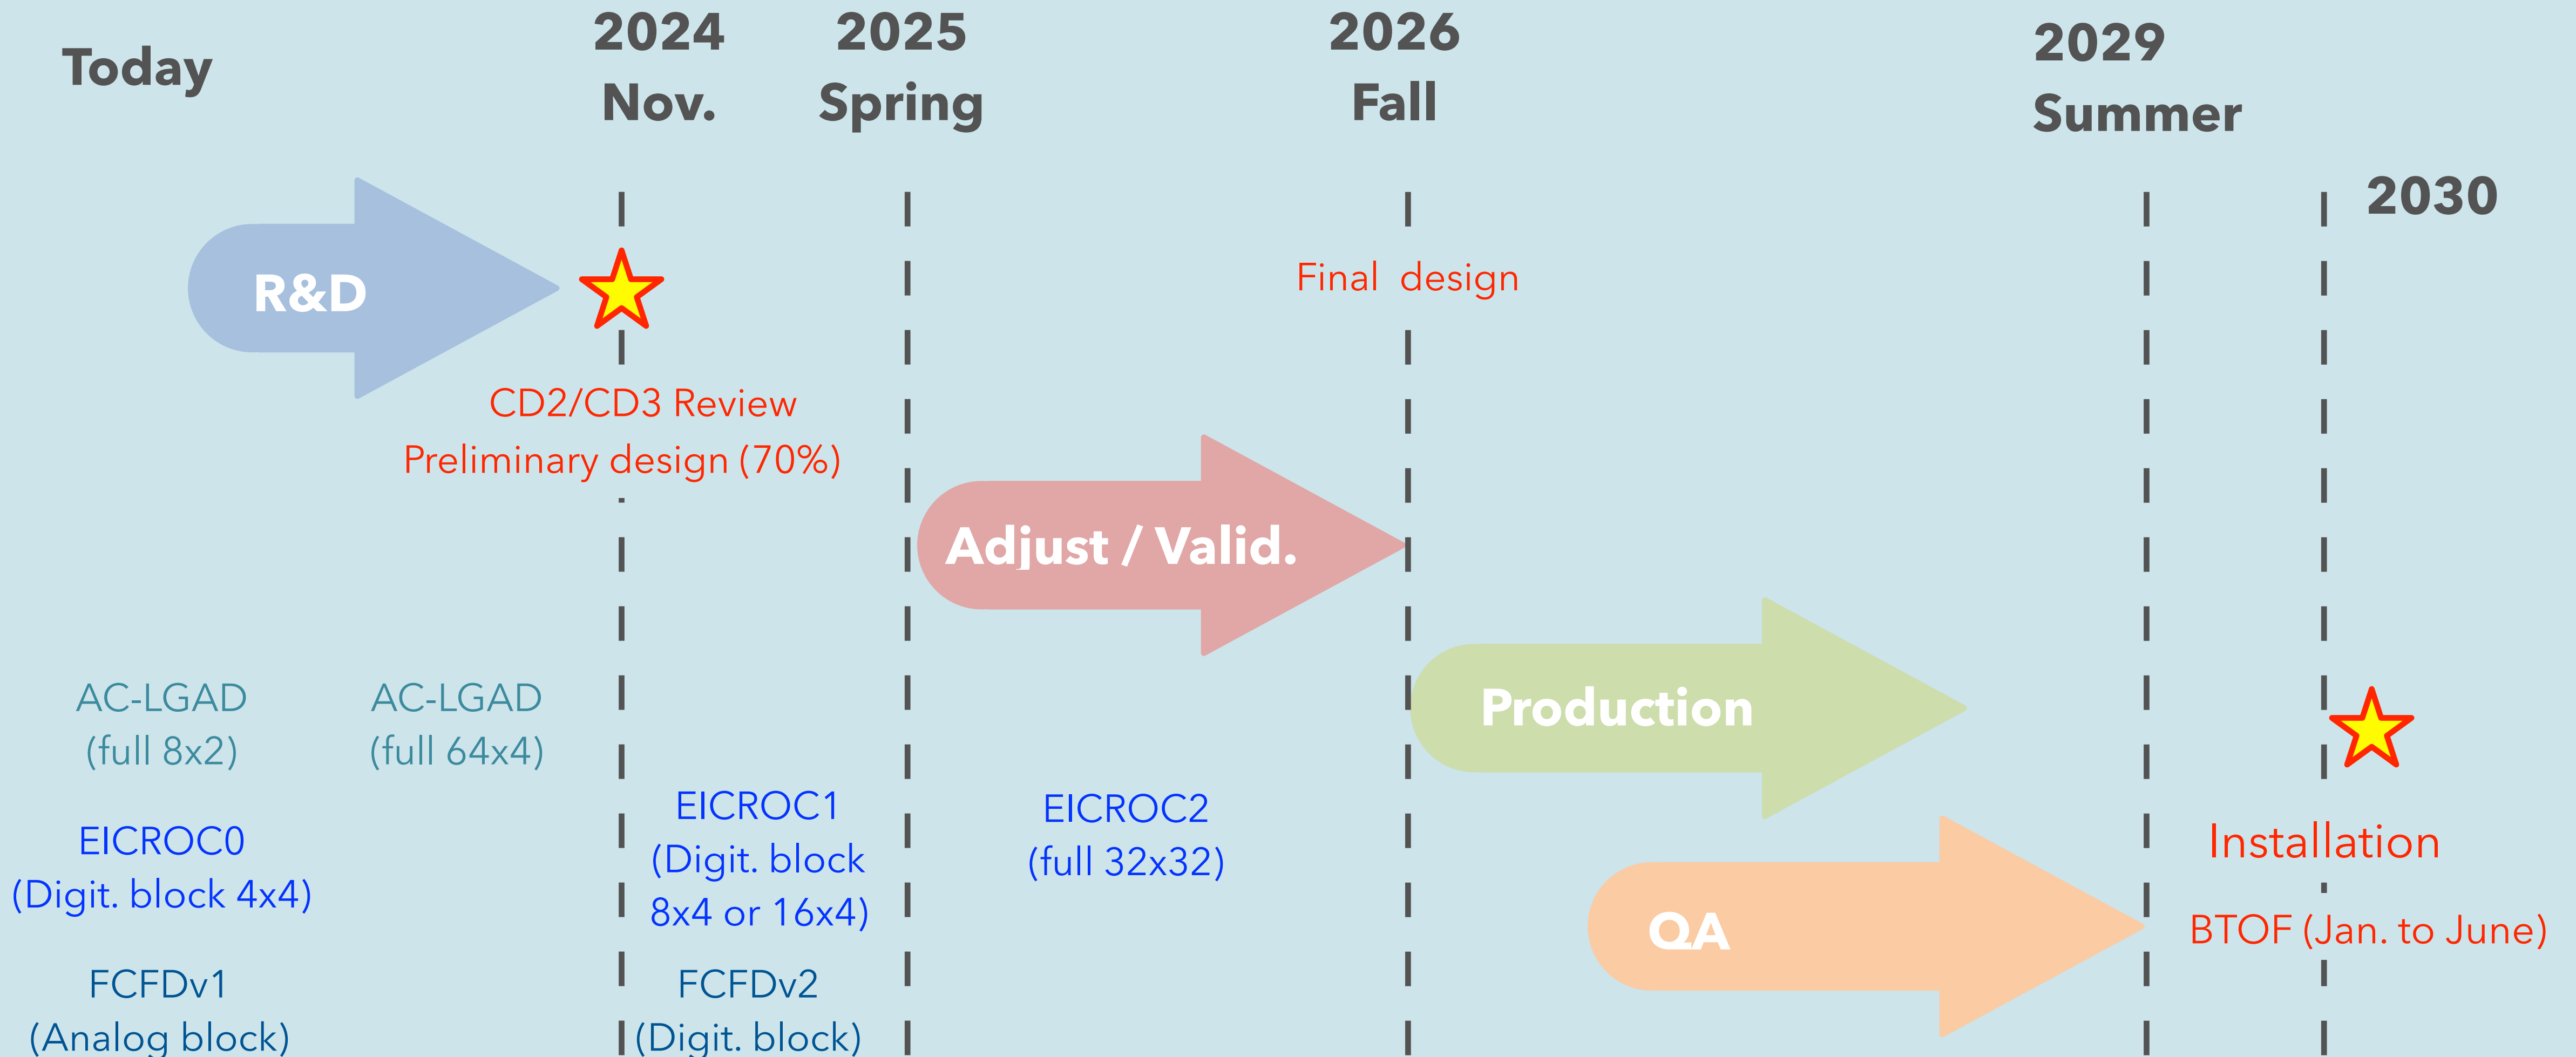 Today
2024
Nov.
2025
Spring
2026
Fall
2029
Summer
2030
R&D
Final design
CD2/CD3 Review
Preliminary design (70%)
Adjust / Valid.
Production
AC-LGAD
(full 8x2)
AC-LGAD
(full 64x4)
EICROC0
(Digit. block 4x4)
EICROC1
(Digit. block
8x4 or 16x4)
EICROC2
(full 32x32)
QA
Installation
BTOF (Jan. to June)
FCFDv1
(Analog block)
FCFDv2
(Digit. block)